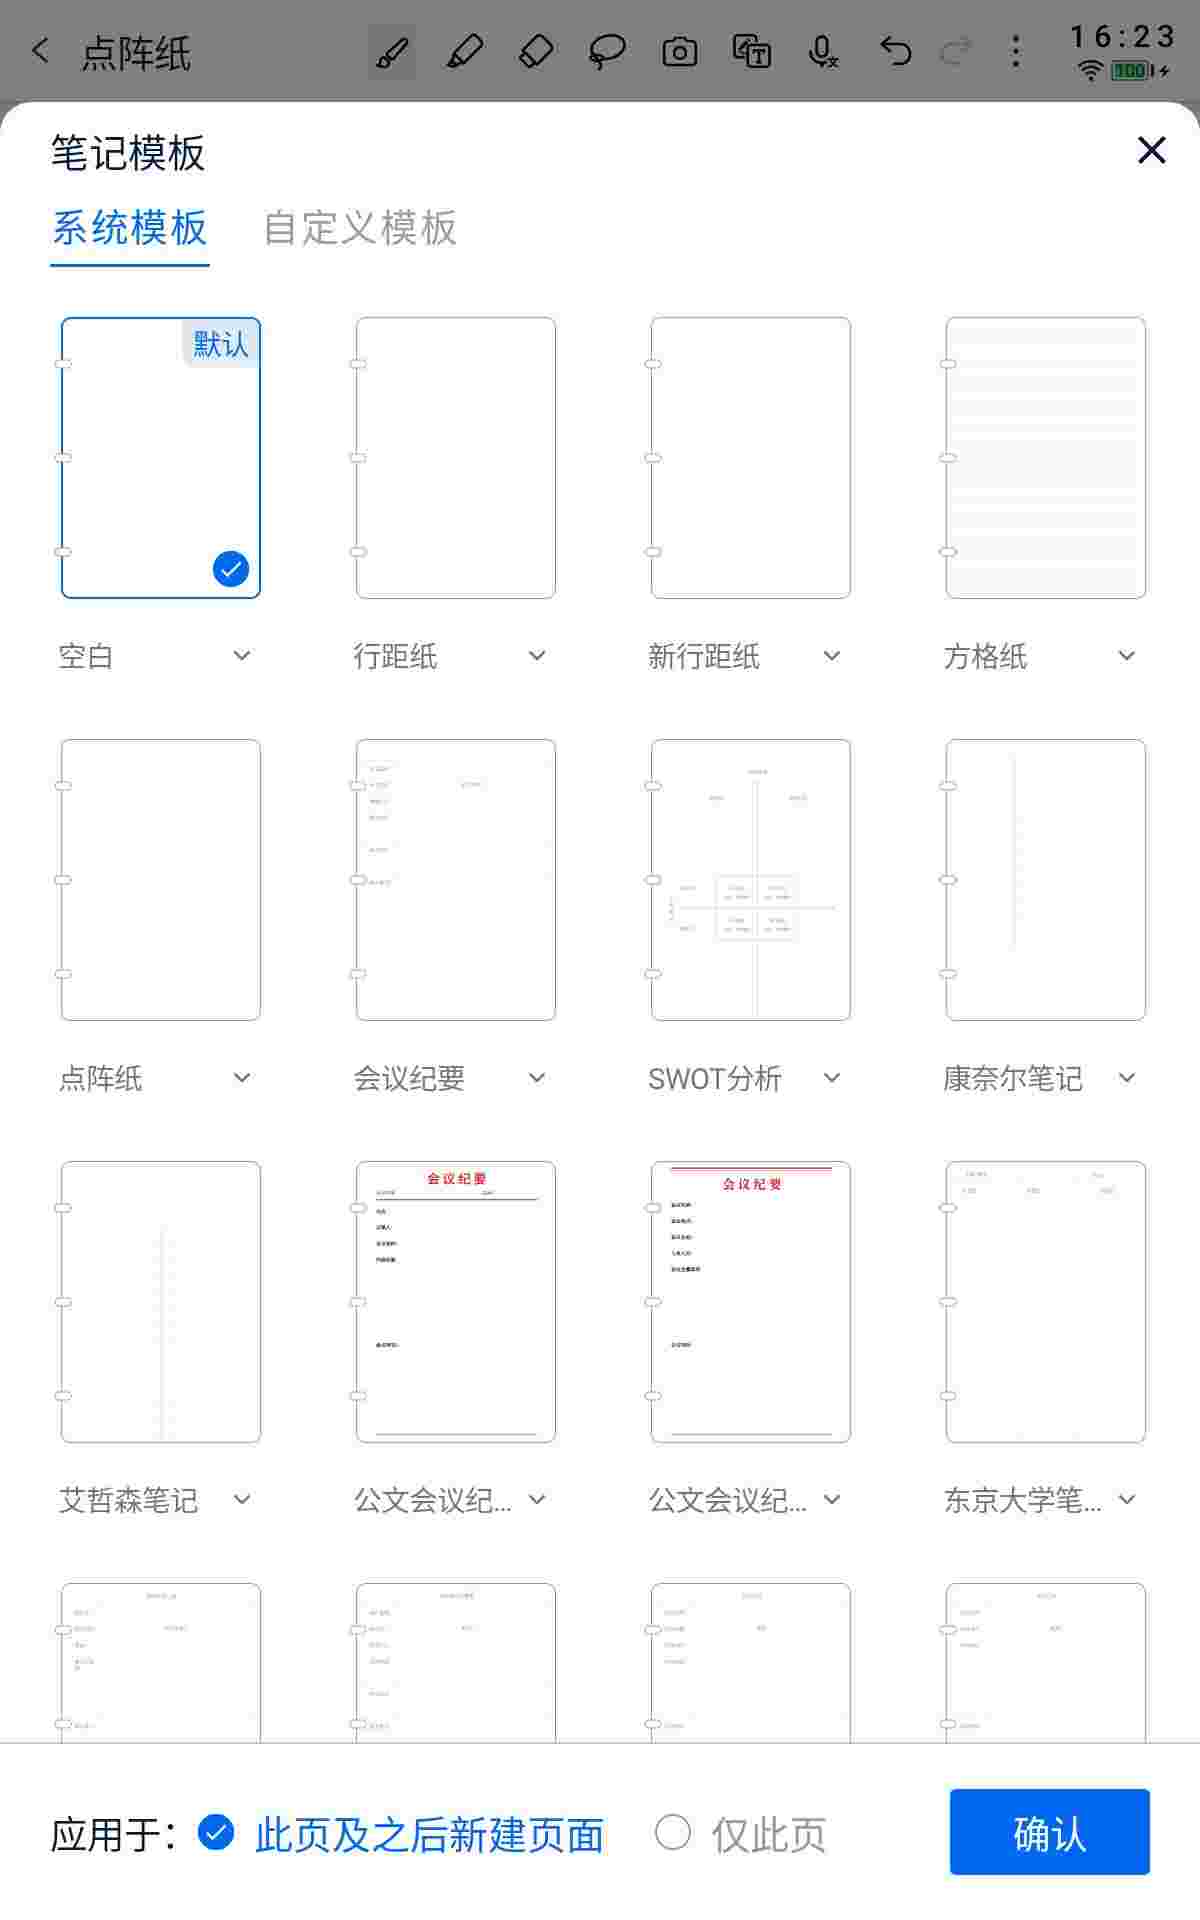 点阵纸
16:23
100
笔记模板
系统模板 自定义模板
默认
空白 行距纸 新行距纸 方格纸
点阵纸 会议纪要 SWOT分析 康奈尔笔记
会议纪要 会议纪要
艾哲森笔记 公文会议纪... 公文会议纪... 东京大学笔...
应用于： 此页及之后新建页面 仅此页 确认